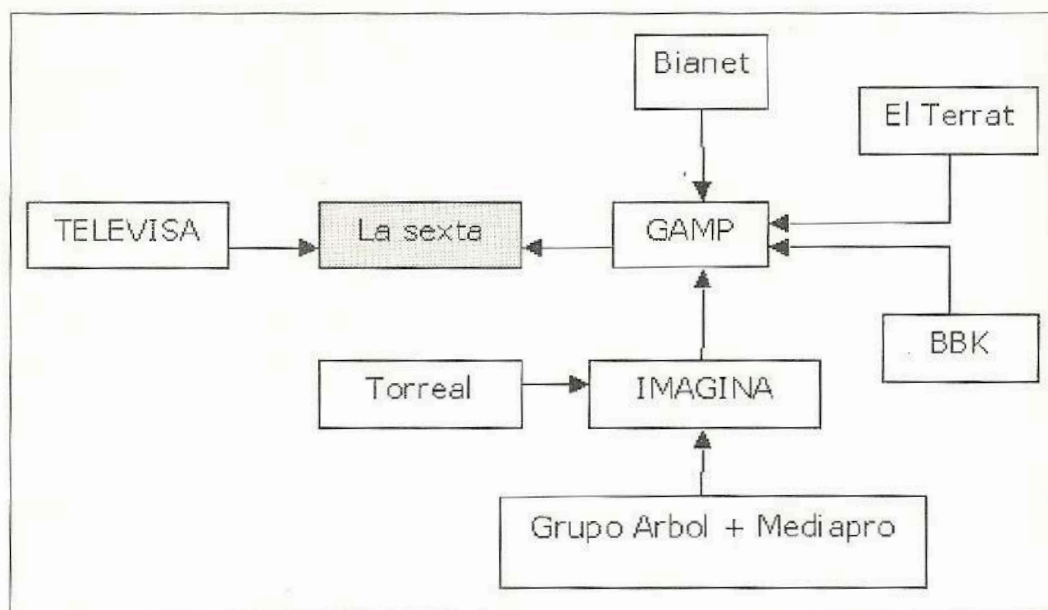 Bianet
El Terrat
TELEVISA
La sexta
GAMP
BBK
Torreal
IMAGINA
Grupo Arbol + Mediapro